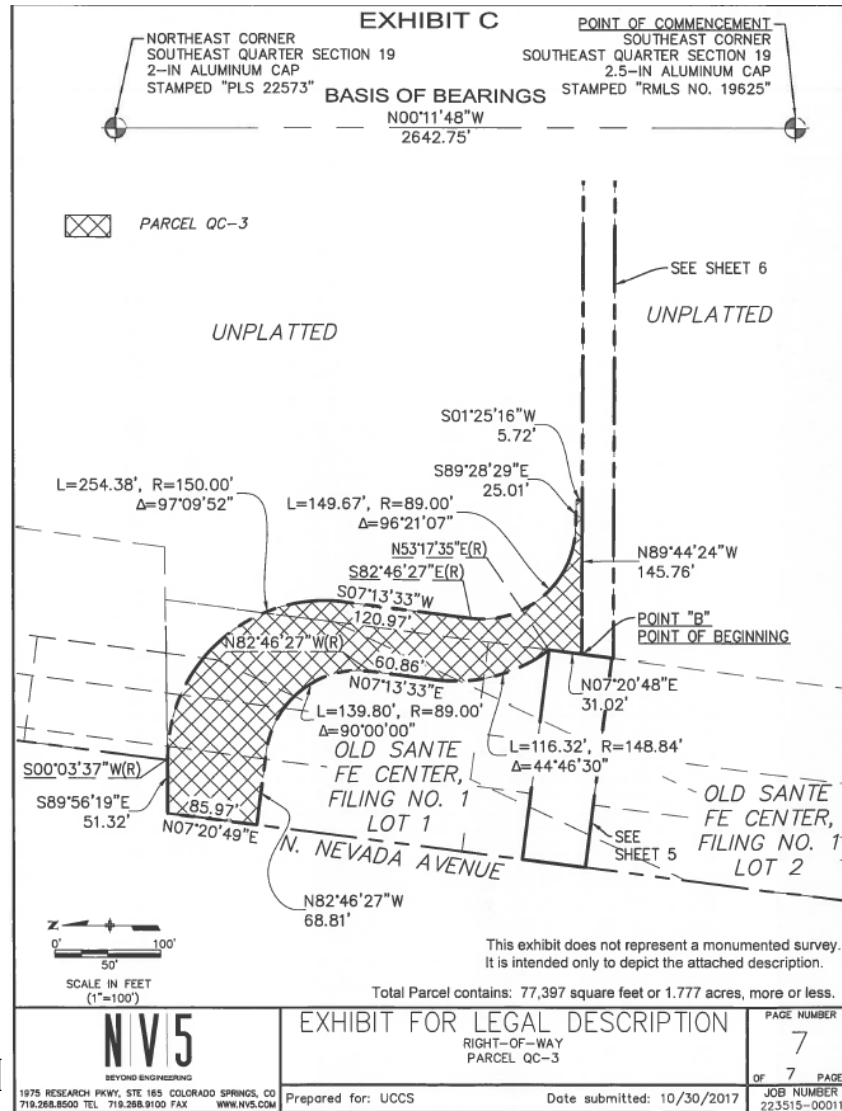 EXHIBIT C
NORTHEAST CORNER
SOUTHEAST QUARTER SECTION 19
2-IN ALUMINUM CAP
STAMPED "PLS 22573"
POINT OF COMMENCEMENT
SOUTHEAST CORNER
SOUTHEAST QUARTER SECTION 19
2.5-IN ALUMINUM CAP
STAMPED "RMLS NO. 19625"
BASIS OF BEARINGS
N00°11'48"W
2642.75'
PARCEL QC-3
SEE SHEET 6
UNPLATTED
UNPLATTED
S01°25'16"W
5.72'
S89°28'29"E
25.01'
L=254.38', R=150.00'
Δ=97°09'52"
L=149.67', R=89.00'
Δ=96°21'07"
N53°17'35"E(R)
S82°46'27"E(R)
S07°13'33"W
120.97'
N89°44'24"W
145.76'
POINT "B"
POINT OF BEGINNING
N82°46'27"W(R)
60.86'
N07°13'33"E
N07°20'48"E
31.02'
L=139.80', R=89.00'
Δ=90°00'00"
L=116.32', R=148.84'
Δ=44°46'30"
S00°03'37"W(R)
S89°56'19"E
51.32'
85.97'
N07°20'49"E
OLD SANTE
FE CENTER,
FILING NO. 1
LOT 1
OLD SANTE
FE CENTER,
FILING NO. 1
LOT 2
SEE
SHEET 5
N. NEVADA AVENUE
N82°46'27"W
68.81'
N
0'
100'
50'
SCALE IN FEET
(1"=100')
This exhibit does not represent a monumented survey.
It is intended only to depict the attached description.
Total Parcel contains: 77,397 square feet or 1.777 acres, more or less.
N|V|5
BEYOND ENGINEERING
1975 RESEARCH PKWY, STE 165 COLORADO SPRINGS, CO
719.268.8500 TEL 719.268.9100 FAX WWW.NV5.COM
EXHIBIT FOR LEGAL DESCRIPTION
RIGHT-OF-WAY
PARCEL QC-3
Prepared for: UCCS
Date submitted: 10/30/2017
PAGE NUMBER
7
OF 7 PAGE
JOB NUMBER
223515-00011